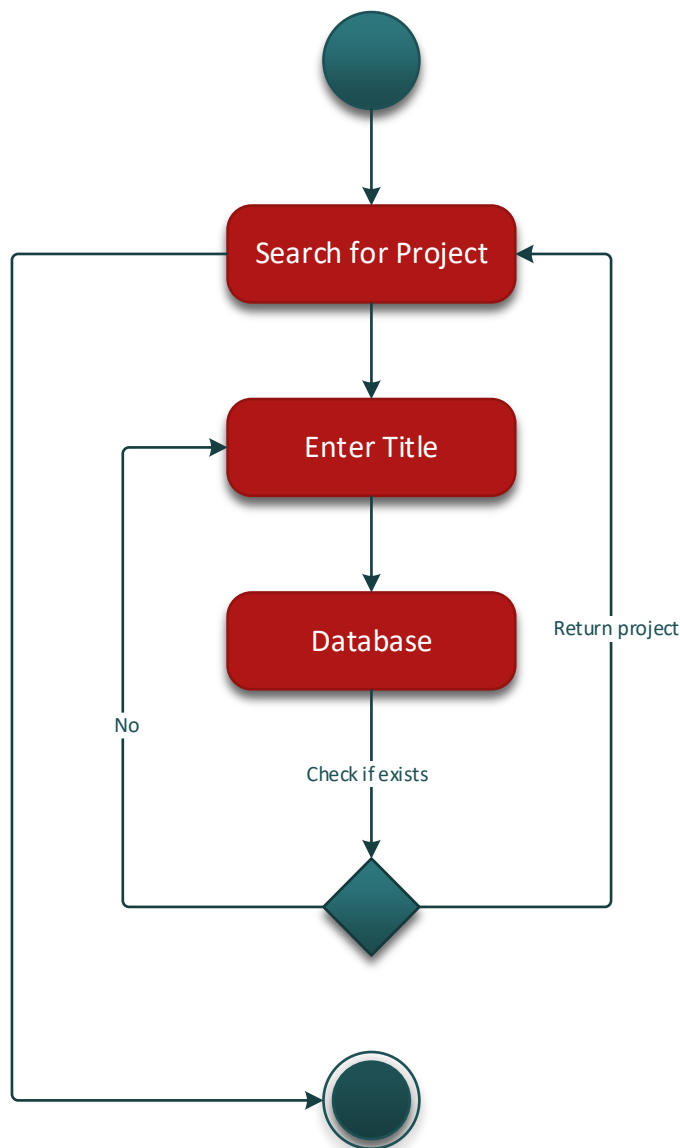 Search for Project
Enter Title
Database
Return project
No
Check if exists